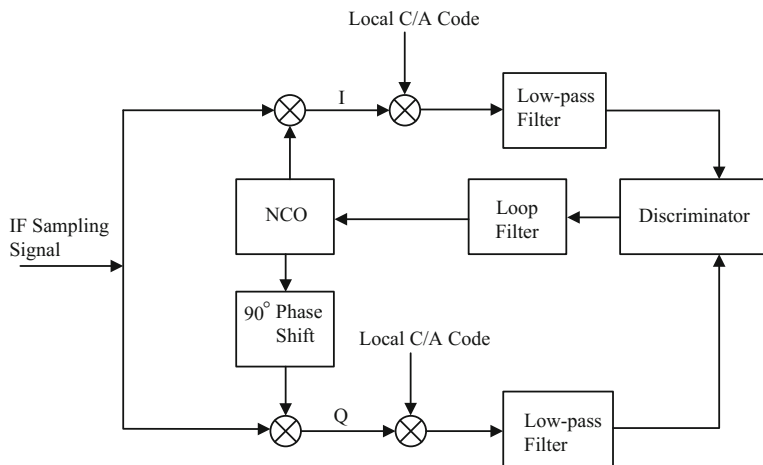 Local C/A Code
I
Low-pass
Filter
NCO
Loop
Filter
Discriminator
IF Sampling
Signal
90° Phase
Shift
Local C/A Code
Q
Low-pass
Filter